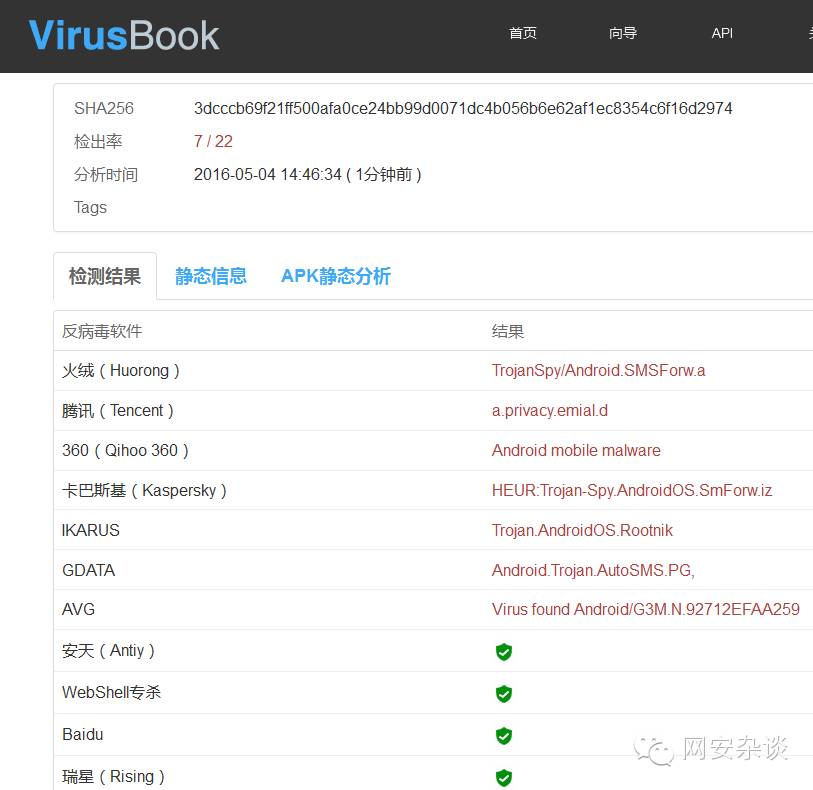 VirusBook 首页 向导 API
SHA256 3dcccb69f21ff500afa0ce24bb99d0071dc4b056b6e62af1ec8354c6f16d2974
检出率 7 / 22
分析时间 2016-05-04 14:46:34 ( 1分钟前 )
Tags
检测结果 静态信息 APK静态分析
反病毒软件 结果
火绒 ( Huorong ) TrojanSpy/Android.SMSForw.a
腾讯 ( Tencent ) a.privacy.emial.d
360 ( Qihoo 360 ) Android mobile malware
卡巴斯基 ( Kaspersky ) HEUR:Trojan-Spy.AndroidOS.SmForw.iz
IKARUS Trojan.AndroidOS.Rootnik
GDATA Android.Trojan.AutoSMS.PG,
AVG Virus found Android/G3M.N.92712EFAA259
安天 ( Antiy )
WebShell专杀
Baidu
网安杂谈
瑞星 ( Rising )